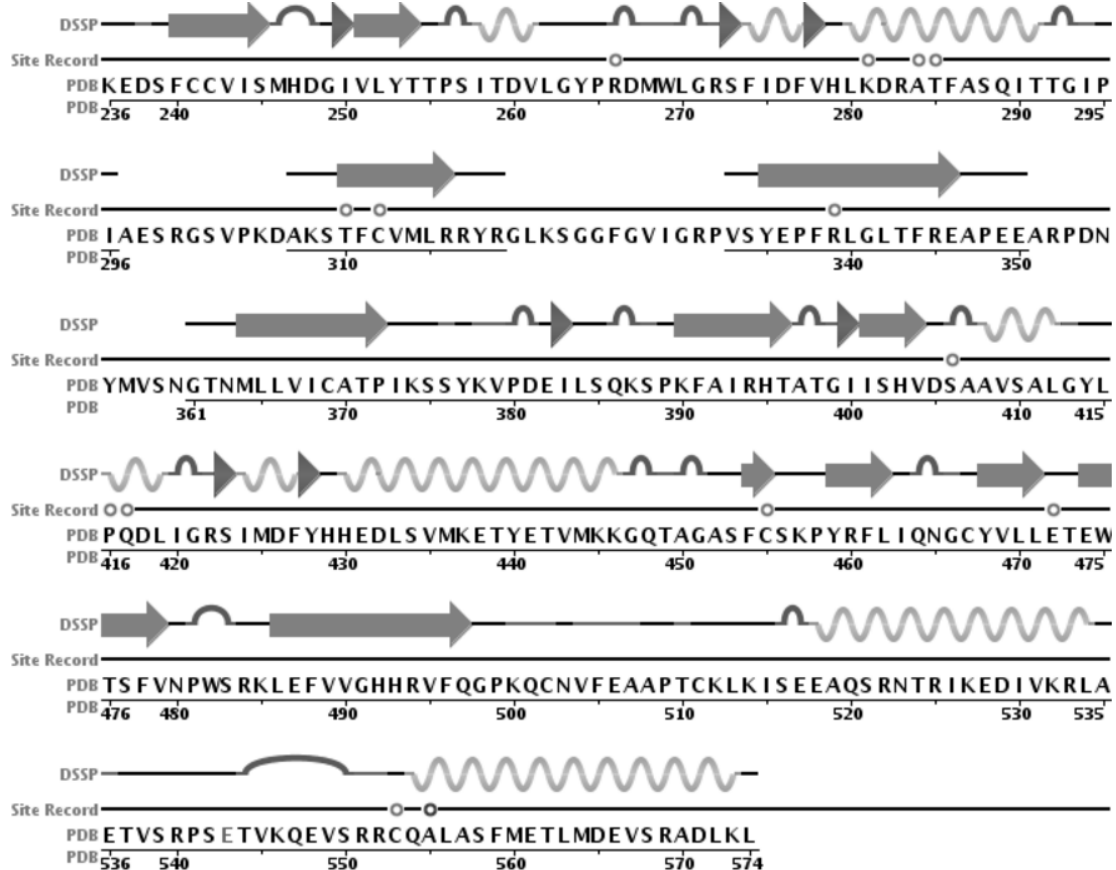 DSSP
Site Record
PDB KEDSFCCVISMHDGIVLYTTPSITDVLGYPRDMWLGRSFIDFVHLKDRATFASQITTGIP
PDB 236 240 250 260 270 280 290 295
DSSP
Site Record
PDB IAESRGSVPKDAKSTFCVMLRRYRGLKSGGFGVIGRPVSYEPFRLGLTFREAPEEARPDN
PDB 296 310 340 350
DSSP
Site Record
PDB YMVSNGTNMLLVICATPIKSSYKVPDEILSQKSPKFAIRHTATGIISHVDSAAVSALGYL
PDB 361 370 380 390 400 410 415
DSSP
Site Record
PDB PQDLIGRSIMDFYHHEDLSVMKETYETVMKKGQTAGASFCSKPYRFLIQNGCYVLLETEW
PDB 416 420 430 440 450 460 470 475
DSSP
Site Record
PDB TSFVNPWSRKLEFVVGHHRVFQGPKQCNVFEAAPTCKLKISEEAQSRNTRIKEDIVKRLA
PDB 476 480 490 500 510 520 530 535
DSSP
Site Record
PDB ETVSRPSETVKQEVSRRCQALASFMETLMDEVSRADLKL
PDB 536 540 550 560 570 574